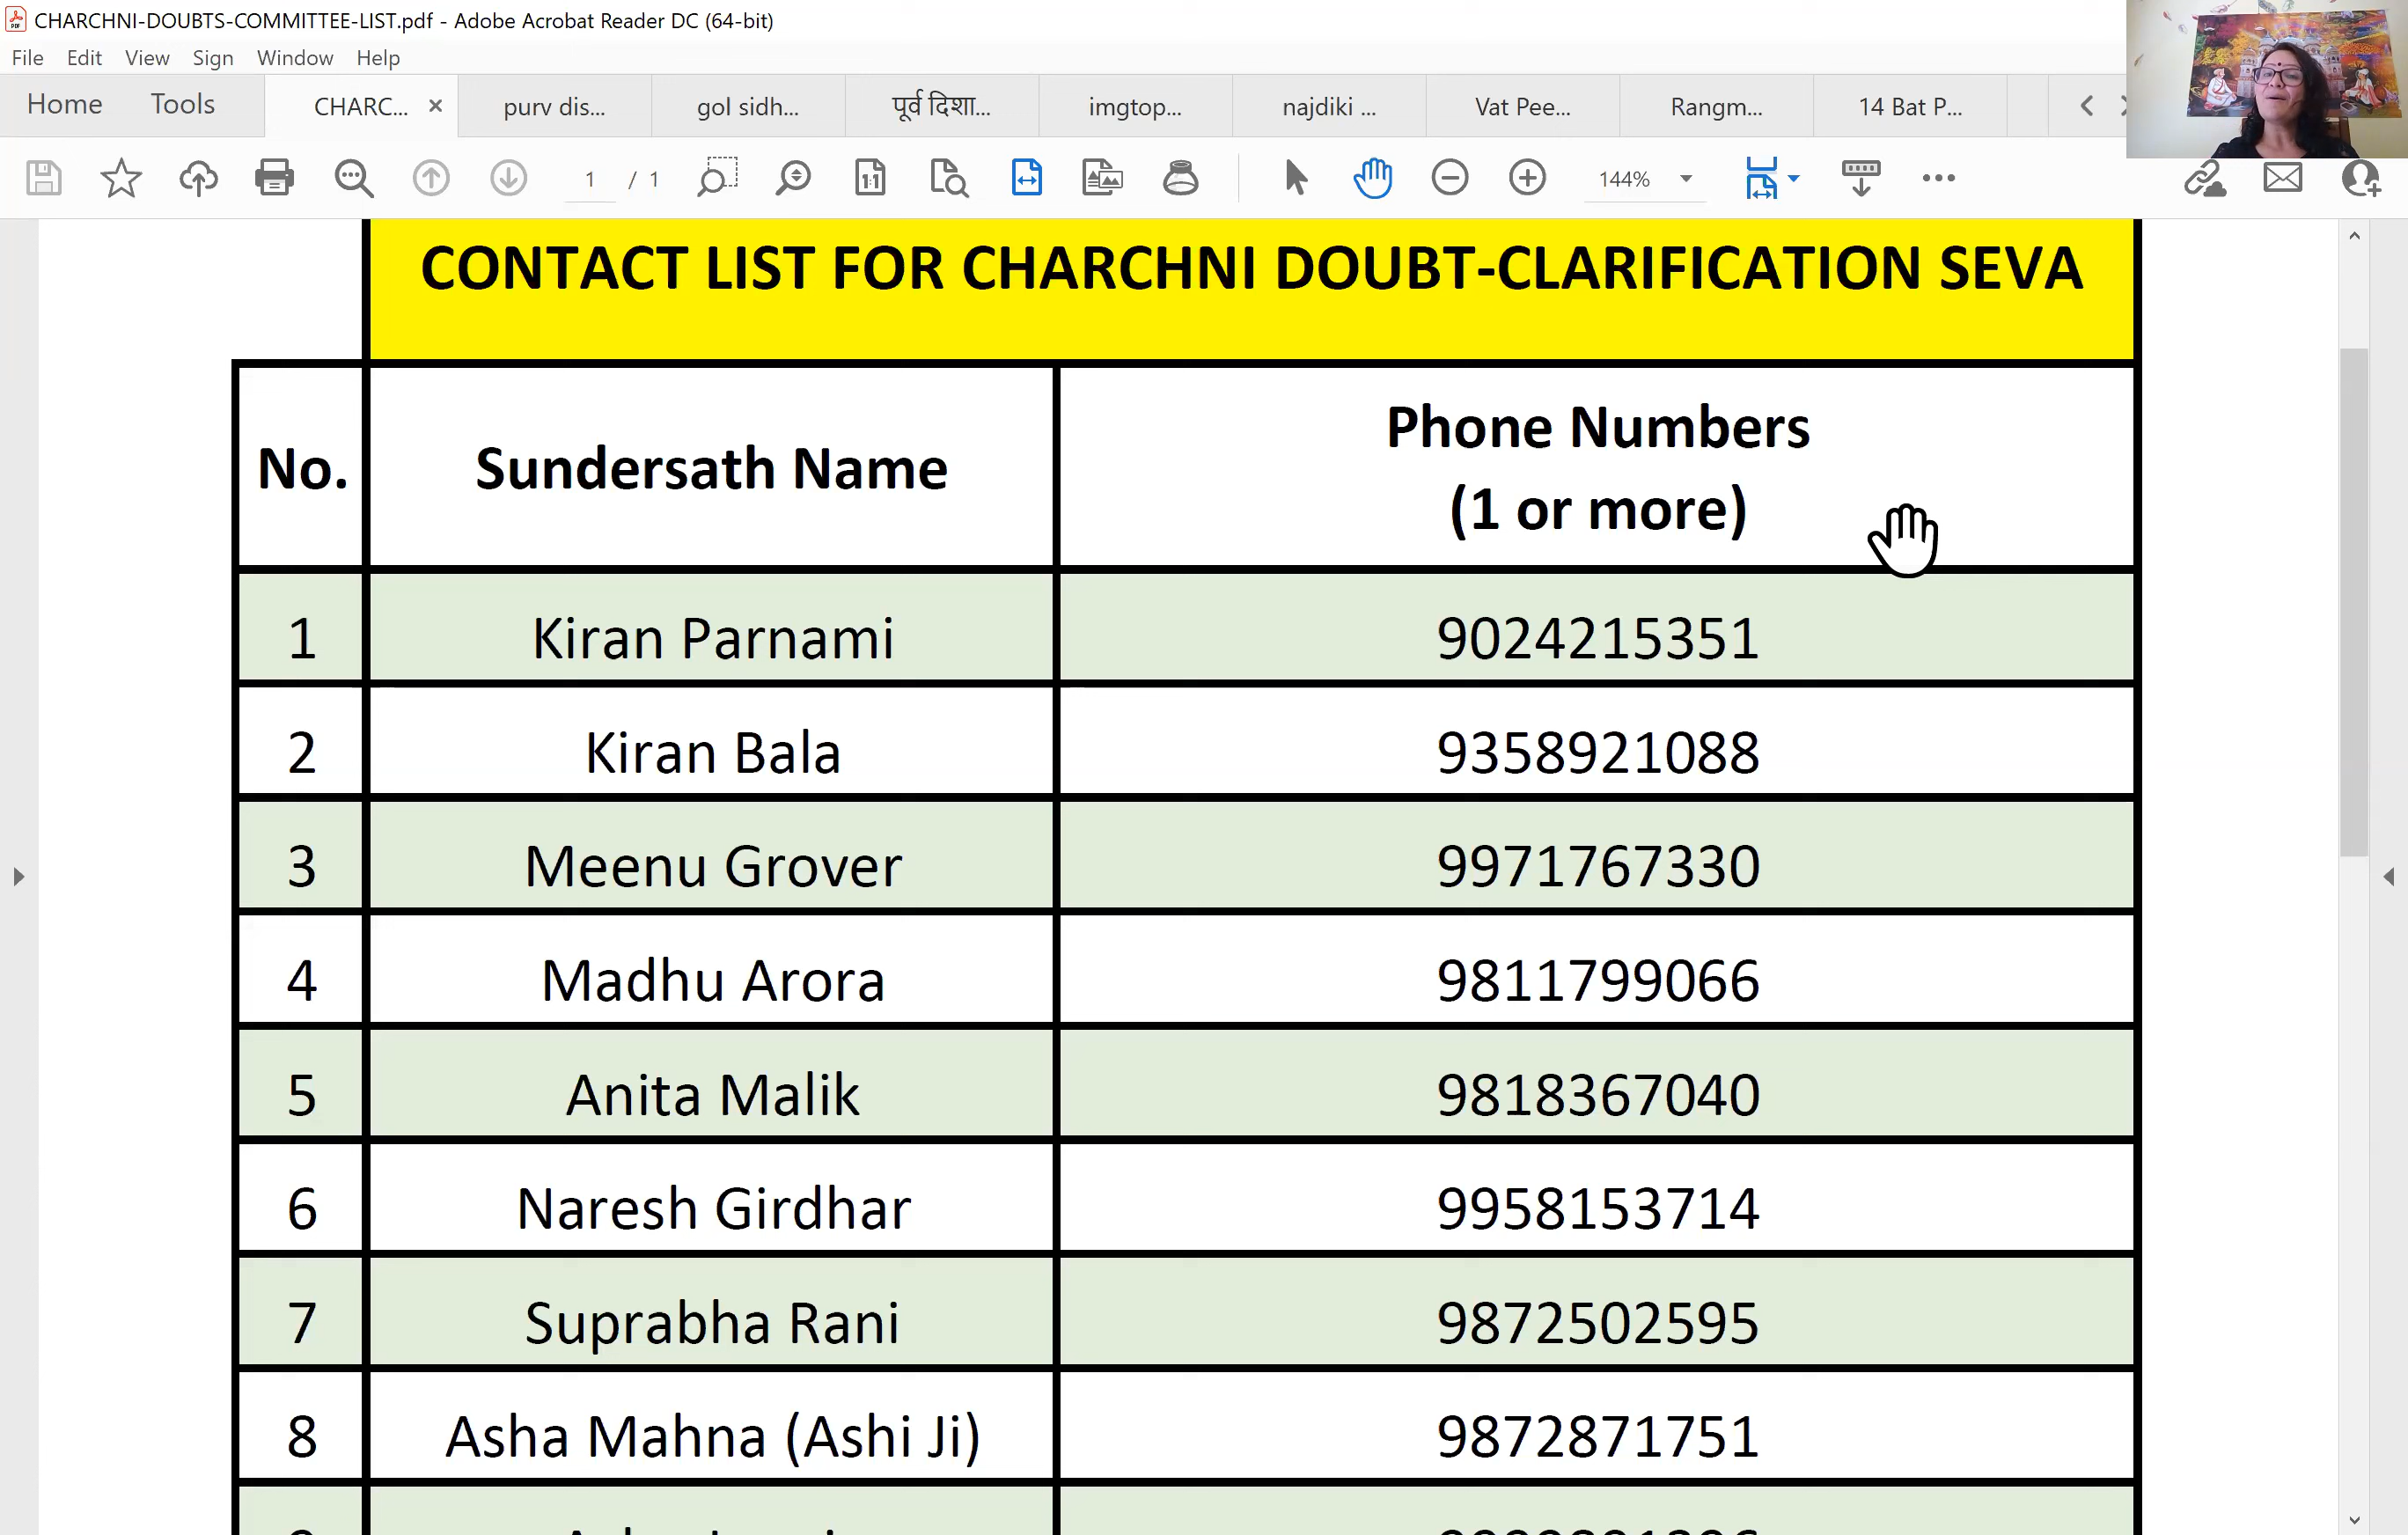 CHARCHNI-DOUBTS-COMMITTEE-LIST.pdf - Adobe Acrobat Reader DC (64-bit)
File Edit View Sign Window Help
Home Tools CHARC... purv dis... gol sidh... पूर्व दिशा... imgtop... najdiki ... Vat Pee... Rangm... 14 Bat P...
1 / 1 144%
CONTACT LIST FOR CHARCHNI DOUBT-CLARIFICATION SEVA
No. Sundersath Name Phone Numbers
(1 or more)
1 Kiran Parnami 9024215351
2 Kiran Bala 9358921088
3 Meenu Grover 9971767330
4 Madhu Arora 9811799066
5 Anita Malik 9818367040
6 Naresh Girdhar 9958153714
7 Suprabha Rani 9872502595
8 Asha Mahna (Ashi Ji) 9872871751